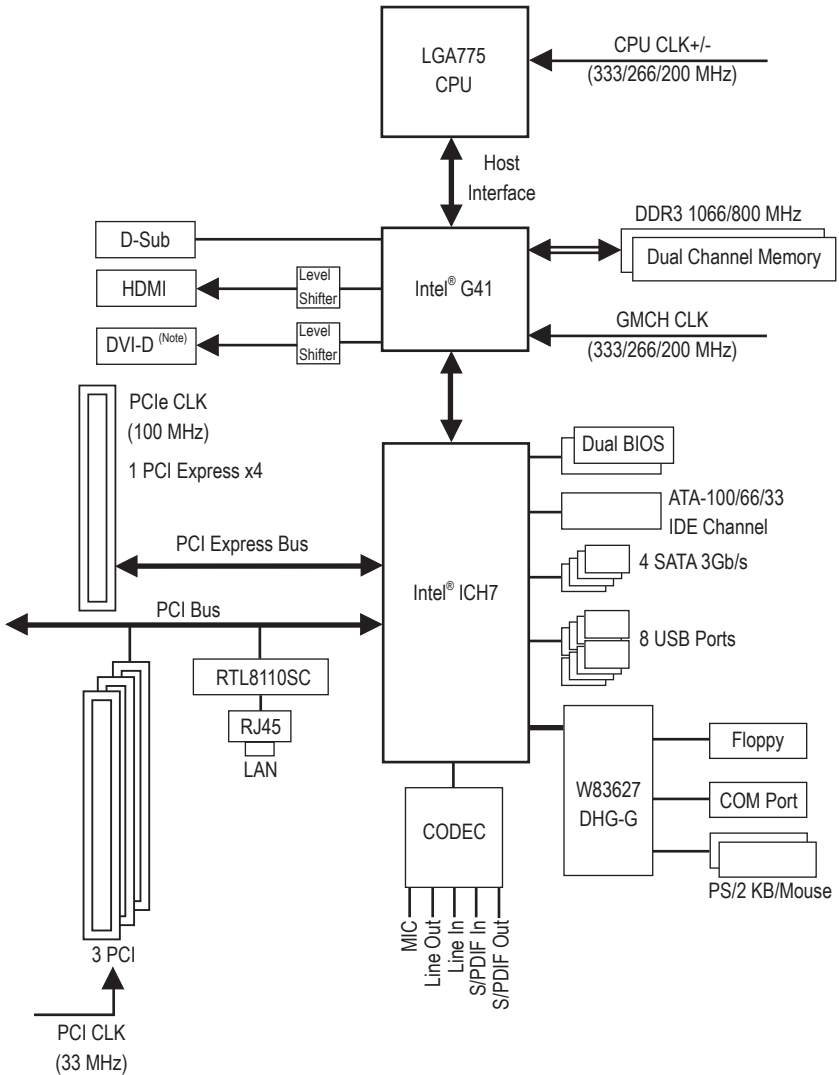 LGA775
CPU
CPU CLK+/-
(333/266/200 MHz)
Host
Interface
D-Sub
HDMI
DVI-D (Note)
Level
Shifter
Level
Shifter
Intel® G41
DDR3 1066/800 MHz
Dual Channel Memory
GMCH CLK
(333/266/200 MHz)
PCIe CLK
(100 MHz)
1 PCI Express x4
PCI Express Bus
PCI Bus
Intel® ICH7
Dual BIOS
ATA-100/66/33
IDE Channel
4 SATA 3Gb/s
8 USB Ports
RTL8110SC
RJ45
LAN
W83627
DHG-G
Floppy
COM Port
PS/2 KB/Mouse
CODEC
MIC
Line Out
Line In
S/PDIF In
S/PDIF Out
3 PCI
PCI CLK
(33 MHz)